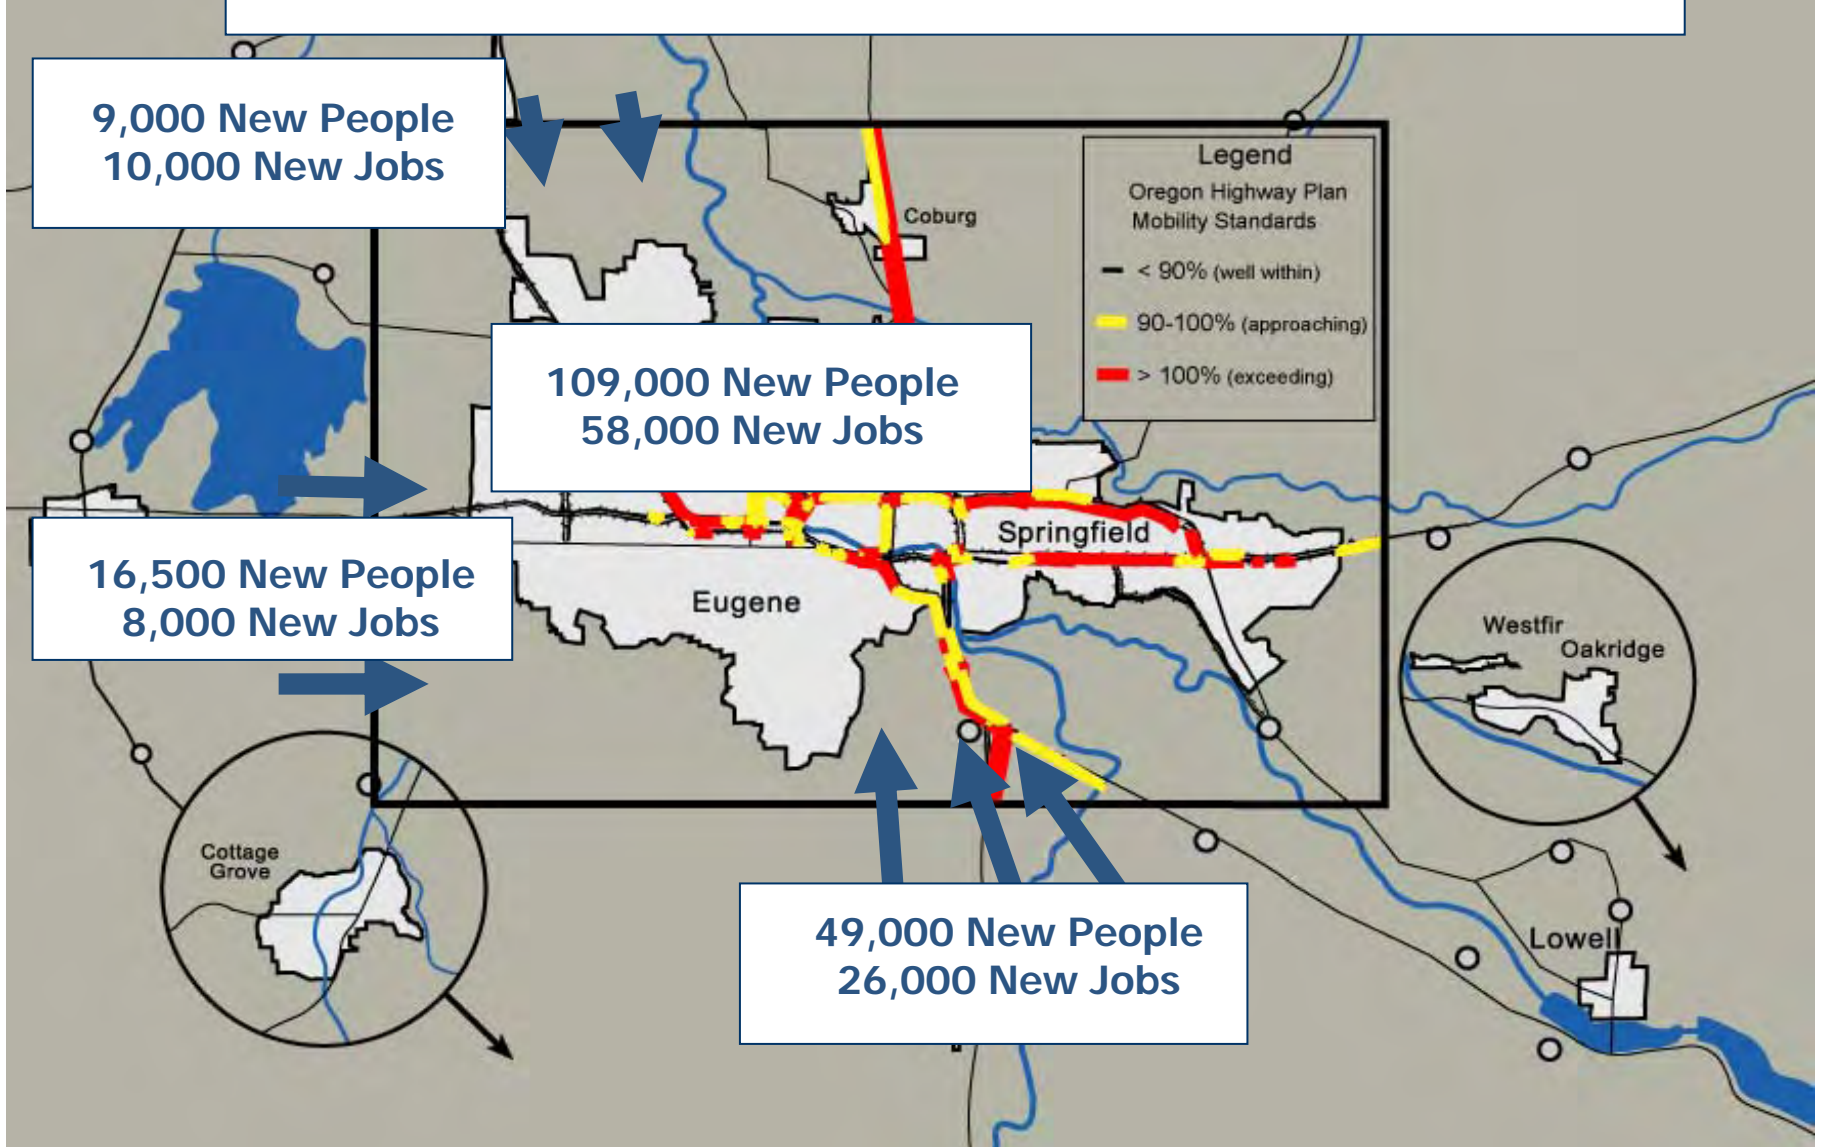 9,000 New People
10,000 New Jobs
Legend
Oregon Highway Plan
Mobility Standards
< 90% (well within)
90-100% (approaching)
> 100% (exceeding)
Coburg
109,000 New People
58,000 New Jobs
Springfield
16,500 New People
8,000 New Jobs
Eugene
Westfir
Oakridge
Cottage
Grove
49,000 New People
26,000 New Jobs
Lowell